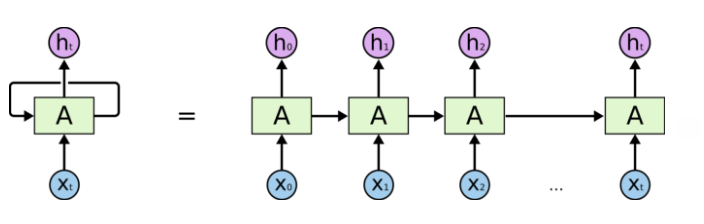 hₜ h₀ h₁ h₂ hₜ
A = A A A A
xₜ x₀ x₁ x₂ ... xₜ